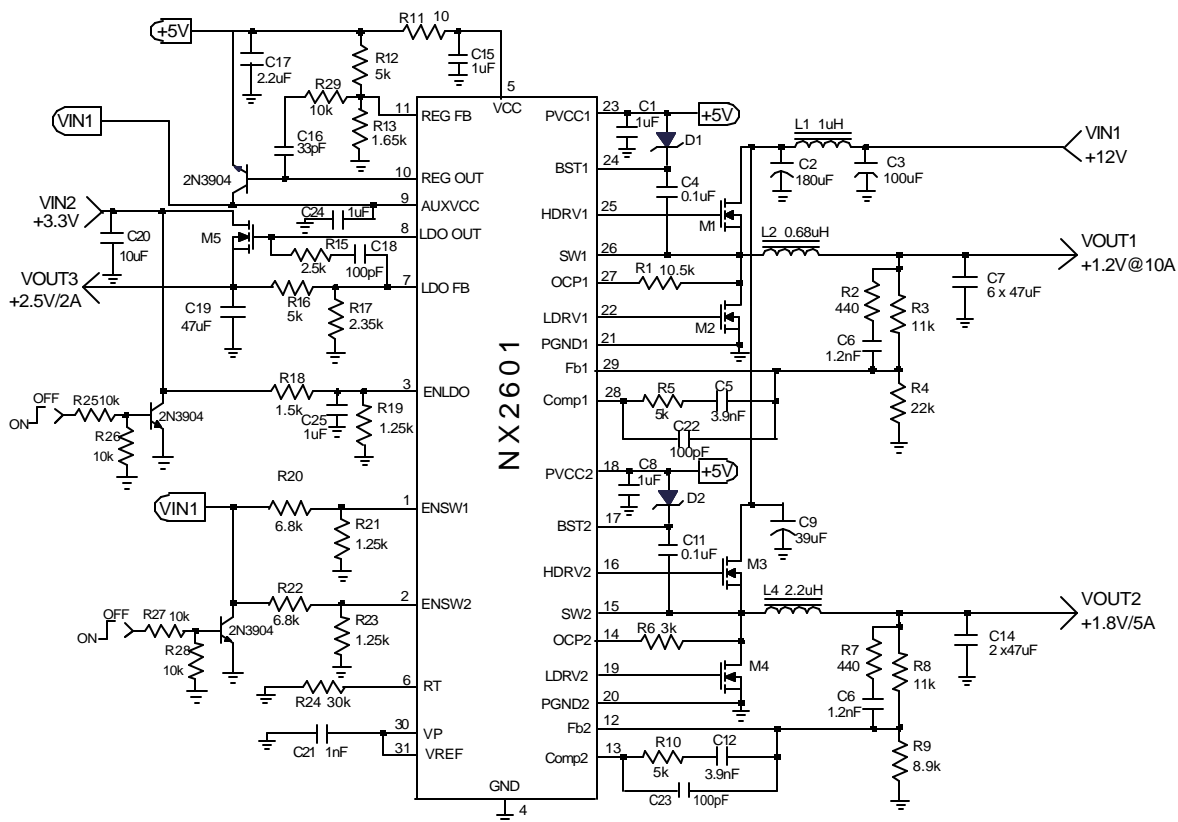 +5V
R11 10
C17
2.2uF
R12
5k
C15
1uF
5
VCC
R29
10k
11
REG FB
VIN1
C16
33pF
R13
1.65k
2N3904
10
REG OUT
9
AUXVCC
VIN2
+3.3V
C24
1uF
8
LDO OUT
C20
10uF
M5
R15
2.5k
C18
100pF
VOUT3
+2.5V/2A
7
LDO FB
C19
47uF
R16
5k
R17
2.35k
R18
1.5k
3
ENLDO
OFF
ON
R2510k
2N3904
C25
1uF
R19
1.25k
R26
10k
R20
6.8k
VIN1
1
ENSW1
R21
1.25k
R22
6.8k
2
ENSW2
OFF
ON
R27 10k
2N3904
R23
1.25k
R28
10k
R24 30k
6
RT
C21 1nF
30
VP
31
VREF
GND
4
NX2601
PVCC1
23
C1
1uF
+5V
D1
BST1
24
C4
0.1uF
L1 1uH
VIN1
+12V
C2
180uF
C3
100uF
HDRV1
25
M1
L2 0.68uH
SW1
26
VOUT1
+1.2V@10A
OCP1
27
R1 10.5k
R2
440
R3
11k
C7
6 x 47uF
LDRV1
22
M2
C6
1.2nF
PGND1
21
Fb1
29
Comp1
28
R5
5k
C5
3.9nF
R4
22k
C22
100pF
PVCC2
18
C8
1uF
+5V
D2
BST2
17
C11
0.1uF
C9
39uF
HDRV2
16
M3
L4 2.2uH
SW2
15
VOUT2
+1.8V/5A
OCP2
14
R6 3k
R7
440
R8
11k
C14
2 x47uF
LDRV2
19
M4
C6
1.2nF
PGND2
20
Fb2
12
Comp2
13
R10
5k
C12
3.9nF
R9
8.9k
C23
100pF